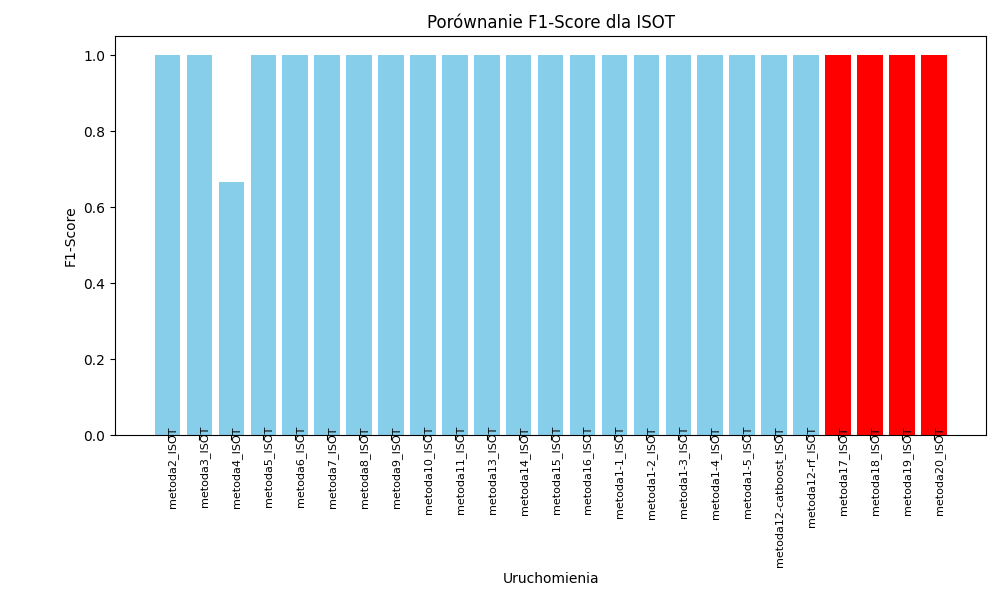 Porównanie F1-Score dla ISOT
F1-Score
1.0
0.8
0.6
0.4
0.2
0.0
metoda2_ISOT
metoda3_ISOT
metoda4_ISOT
metoda5_ISOT
metoda6_ISOT
metoda7_ISOT
metoda8_ISOT
metoda9_ISOT
metoda10_ISOT
metoda11_ISOT
metoda13_ISOT
metoda14_ISOT
metoda15_ISOT
metoda16_ISOT
metoda1-1_ISOT
metoda1-2_ISOT
metoda1-3_ISOT
metoda1-4_ISOT
metoda1-5_ISOT
metoda12-catboost_ISOT
metoda12-rf_ISOT
metoda17_ISOT
metoda18_ISOT
metoda19_ISOT
metoda20_ISOT
Uruchomienia